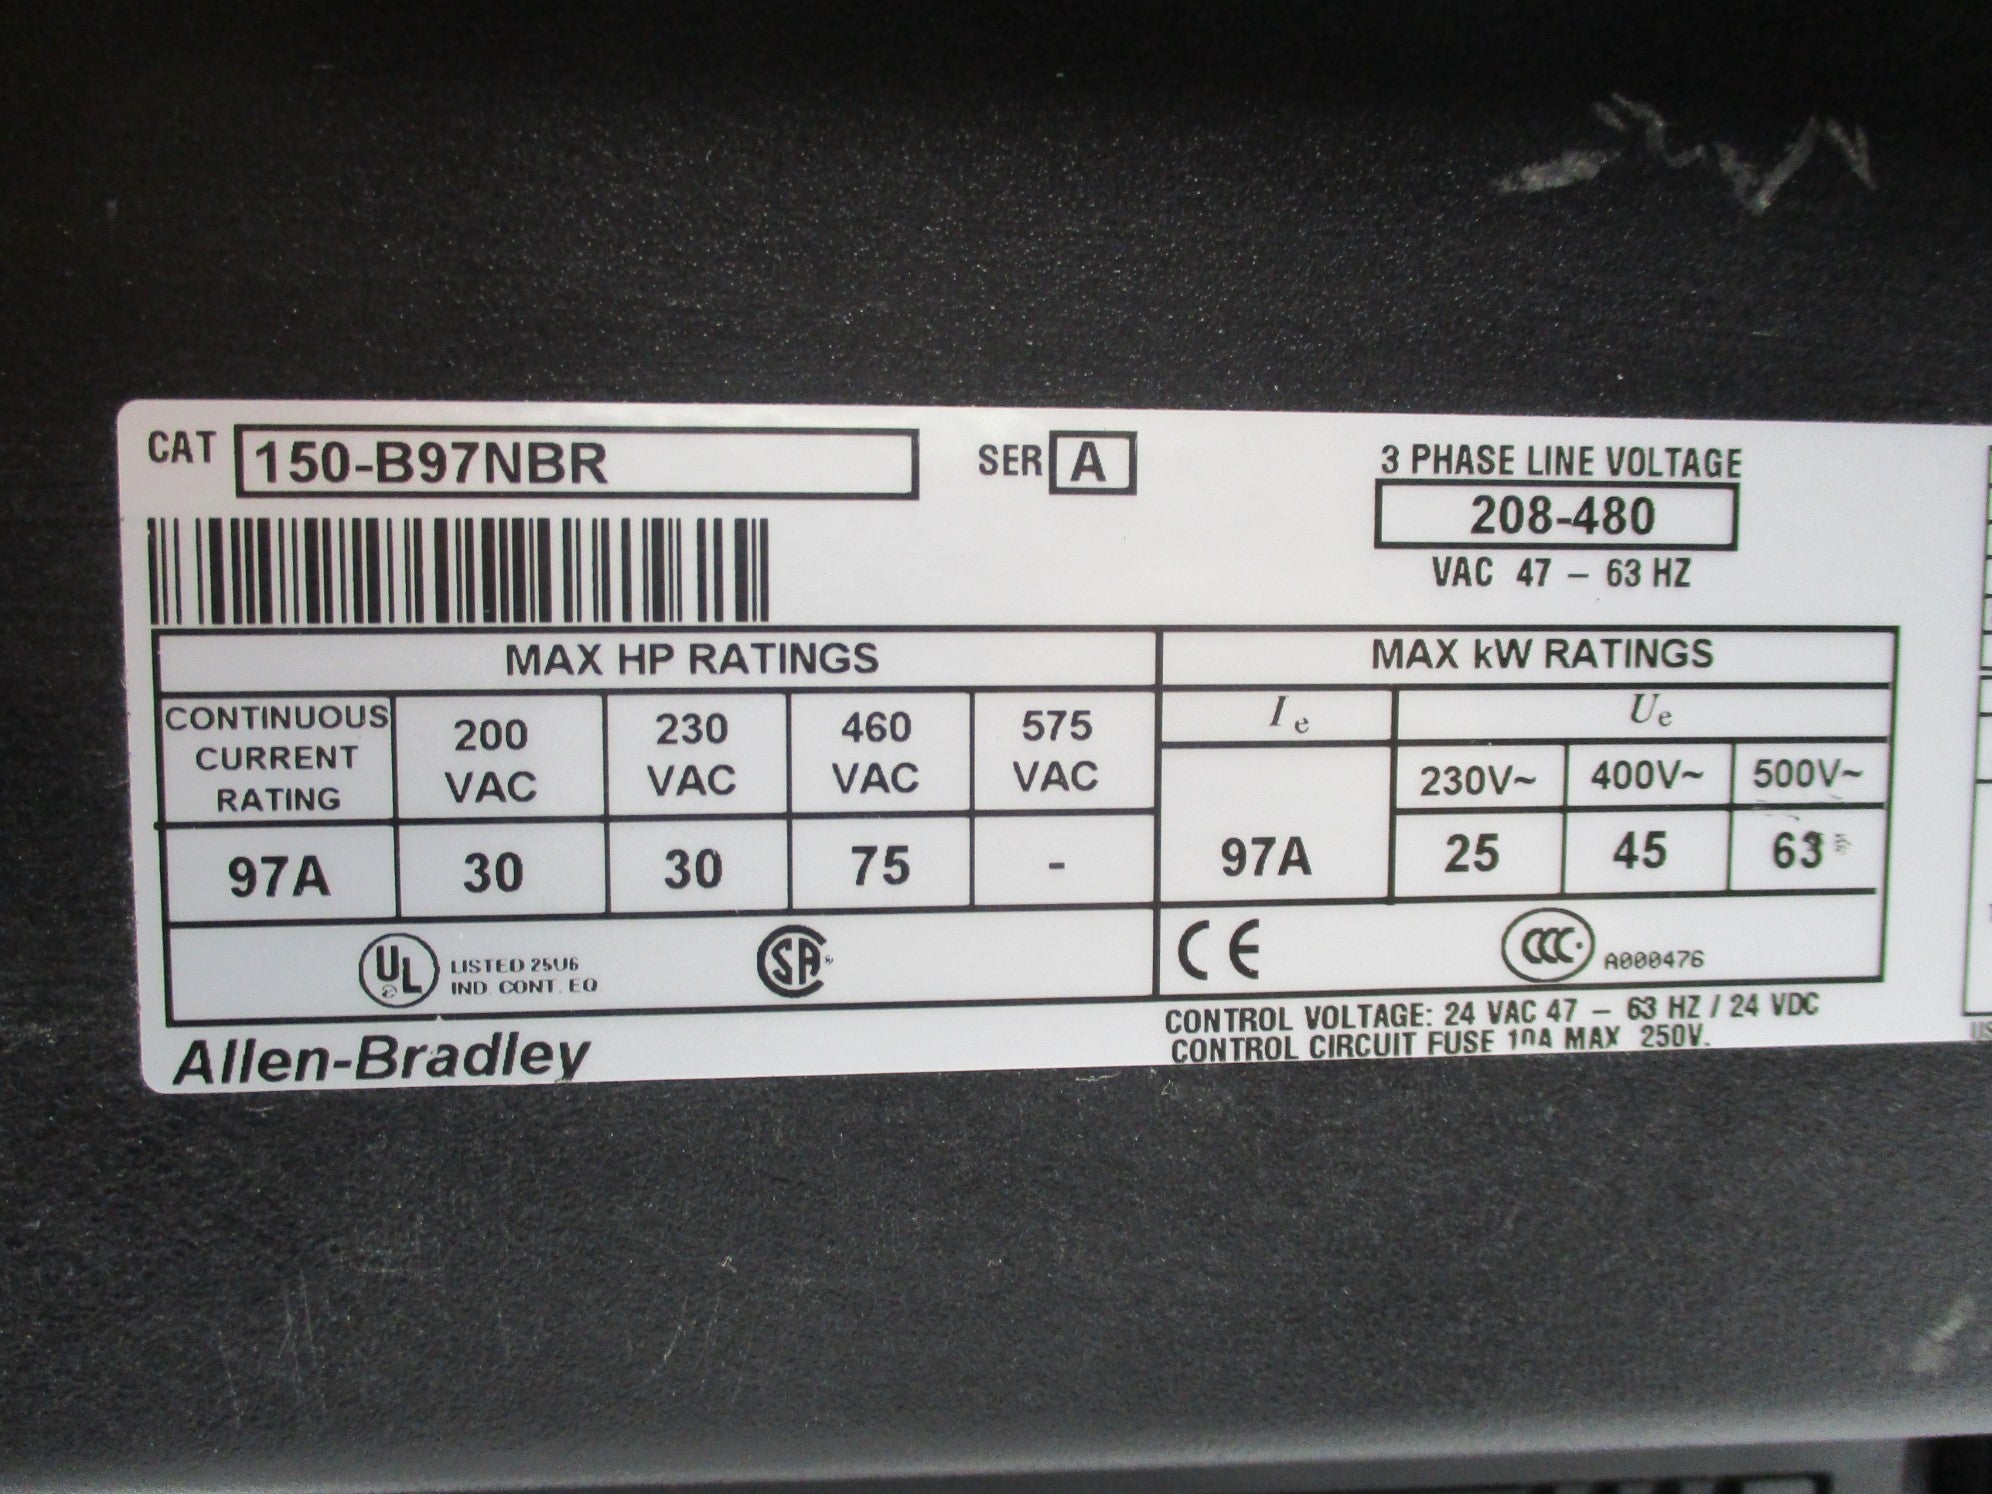 CAT 150-B97NBR SER A
3 PHASE LINE VOLTAGE
208-480
VAC 47 – 63 HZ
MAX HP RATINGS
MAX kW RATINGS
CONTINUOUS
CURRENT
RATING
200
VAC
230
VAC
460
VAC
575
VAC
Ie
Ue
230V~
400V~
500V~
97A
30
30
75
-
97A
25
45
63
UL
LISTED 25U6
IND. CONT. EQ
SA
CE
CCC
A000476
CONTROL VOLTAGE: 24 VAC 47 – 63 HZ / 24 VDC
CONTROL CIRCUIT FUSE 10A MAX 250V.
Allen-Bradley